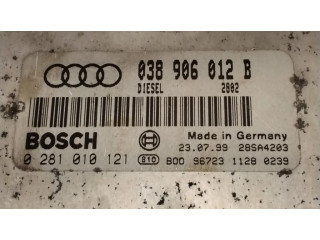 038 906 012 B
DIESEL 2802
BOSCH
Made in Germany
23.07.99 28SA4203
0 281 010 121 810 B00 96723 1128 0239